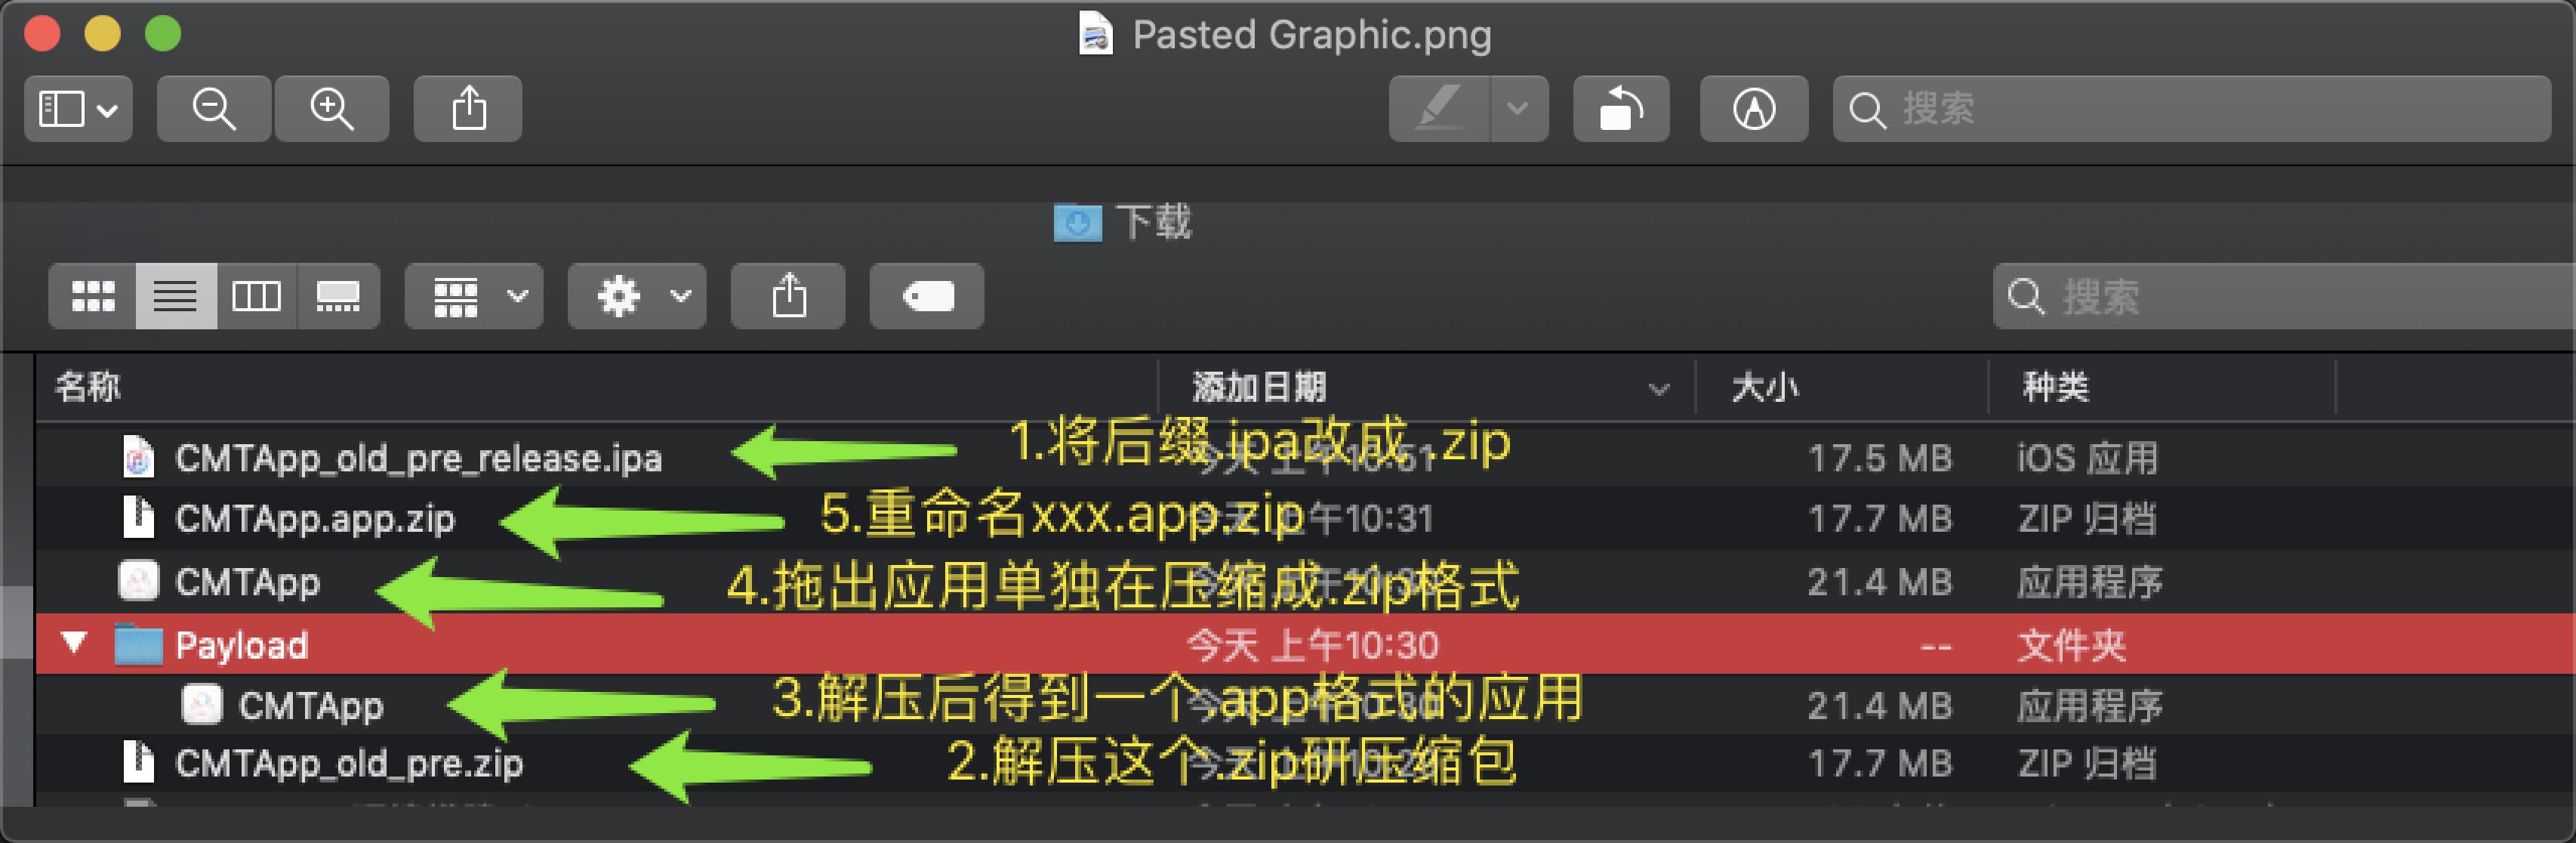 Pasted Graphic.png
搜索
下载
搜索
名称 添加日期 大小 种类
CMTApp_old_pre_release.ipa 1.将后缀.ipa改成 .zip 17.5 MB iOS 应用
CMTApp.app.zip 5.重命名xxx.app.zip 午10:31 17.7 MB ZIP 归档
CMTApp 4.拖出应用单独在压缩成.zip格式 21.4 MB 应用程序
Payload 今天 上午10:30 -- 文件夹
CMTApp 3.解压后得到一个.app格式的应用 21.4 MB 应用程序
CMTApp_old_pre.zip 2.解压这个.zip研压缩包 17.7 MB ZIP 归档